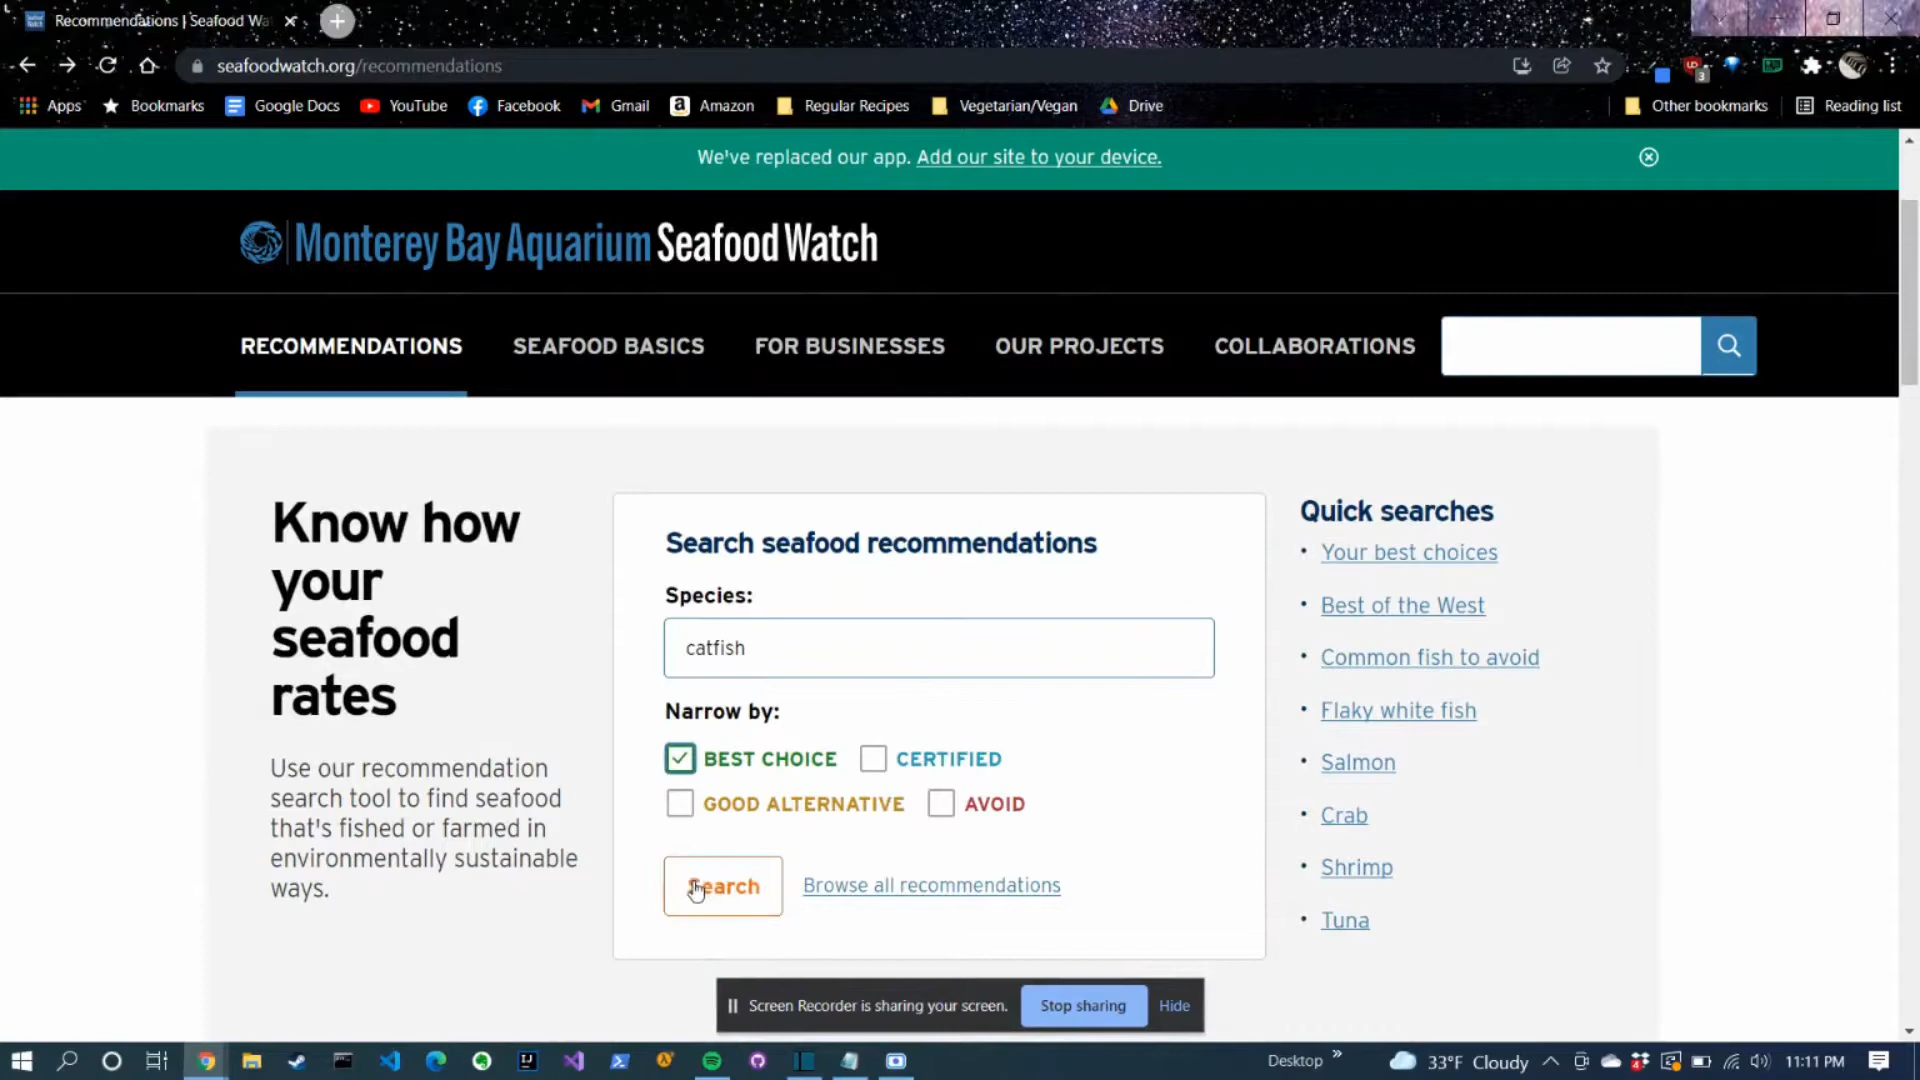 Recommendations | Seafood Wa
seafoodwatch.org/recommendations
3
Apps Bookmarks Google Docs YouTube Facebook Gmail Amazon Regular Recipes Vegetarian/Vegan Drive Other bookmarks Reading list
We've replaced our app. Add our site to your device.
Monterey Bay Aquarium Seafood Watch
RECOMMENDATIONS SEAFOOD BASICS FOR BUSINESSES OUR PROJECTS COLLABORATIONS
Know how
your
seafood
rates
Use our recommendation
search tool to find seafood
that's fished or farmed in
environmentally sustainable
ways.
Search seafood recommendations
Species:
catfish
Narrow by:
BEST CHOICE CERTIFIED
GOOD ALTERNATIVE AVOID
Search Browse all recommendations
Quick searches
• Your best choices
• Best of the West
• Common fish to avoid
• Flaky white fish
• Salmon
• Crab
• Shrimp
• Tuna
Screen Recorder is sharing your screen. Stop sharing Hide
Desktop » 33°F Cloudy 11:11 PM